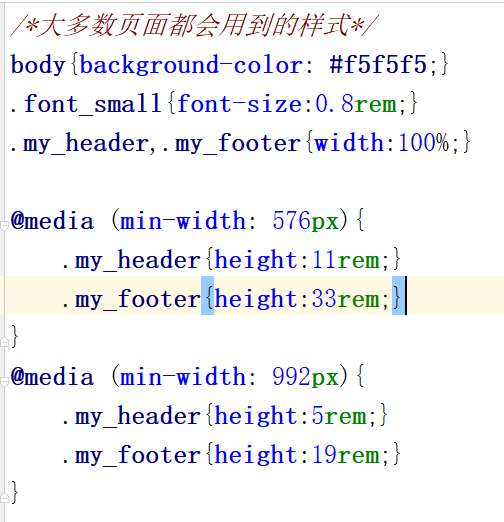 /*大多数页面都会用到的样式*/
body{background-color: #f5f5f5;}
.font_small{font-size:0.8rem;}
.my_header,.my_footer{width:100%;}
@media (min-width: 576px){
.my_header{height:11rem;}
.my_footer{height:33rem;}
}
@media (min-width: 992px){
.my_header{height:5rem;}
.my_footer{height:19rem;}
}